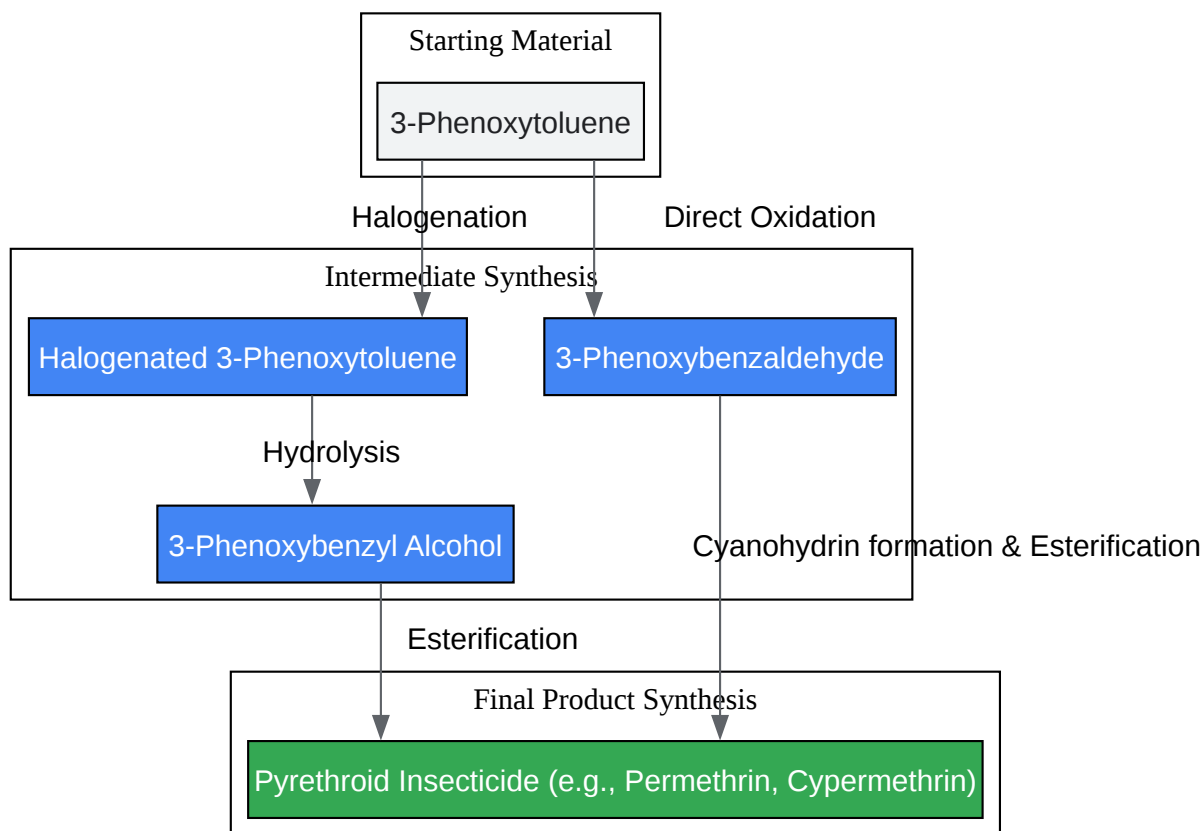 Starting Material
3-Phenoxytoluene
Halogenation
Direct Oxidation
Intermediate Synthesis
Halogenated 3-Phenoxytoluene
3-Phenoxybenzaldehyde
Hydrolysis
3-Phenoxybenzyl Alcohol
Cyanohydrin formation & Esterification
Esterification
Final Product Synthesis
Pyrethroid Insecticide (e.g., Permethrin, Cypermethrin)